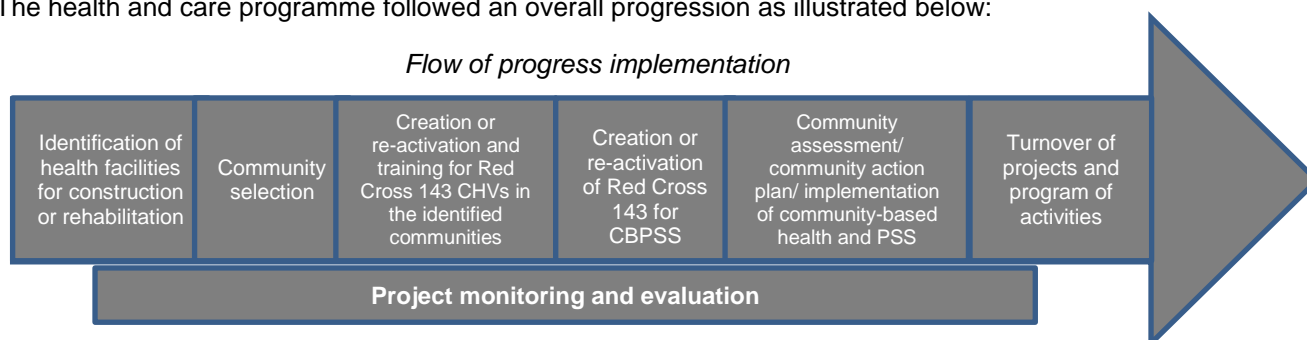 The health and care programme followed an overall progression as illustrated below:
Flow of progress implementation
Identification of
health facilities
for construction
or rehabilitation
Community
selection
Creation or
re-activation and
training for Red
Cross 143 CHVs in
the identified
communities
Creation or
re-activation
of Red Cross
143 for
CBPSS
Community
assessment/
community action
plan/ implementation
of community-based
health and PSS
Turnover of
projects and
program of
activities
Project monitoring and evaluation